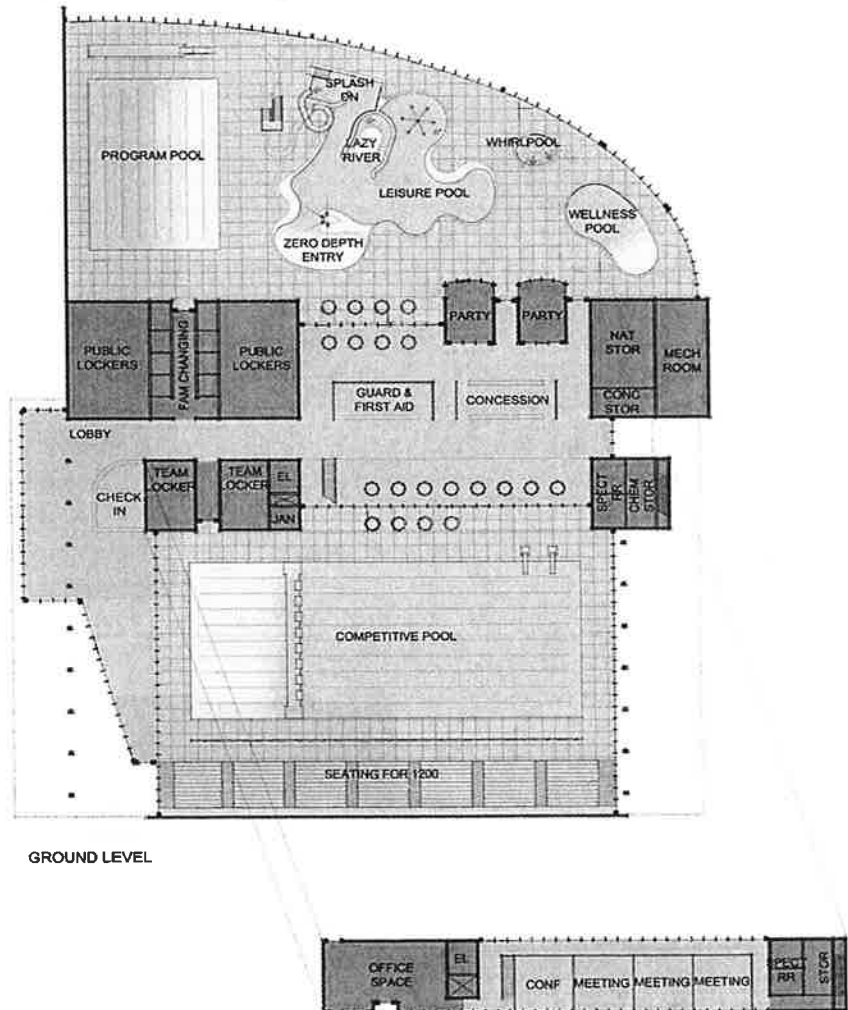 SPLASH
DN
PROGRAM POOL
LAZY
RIVER
WHIRLPOOL
LEISURE POOL
WELLNESS
POOL
ZERO DEPTH
ENTRY
PARTY
PARTY
PUBLIC
LOCKERS
FAM CHANGING
PUBLIC
LOCKERS
NAT
STOR
MECH
ROOM
GUARD &
FIRST AID
CONCESSION
CONC
STOR
LOBBY
TEAM
LOCKER
TEAM
LOCKER
EL
SPECT
RR
CHEM
STOR
CHECK
IN
JAN
COMPETITIVE POOL
SEATING FOR 1200
GROUND LEVEL
OFFICE
SPACE
EL
CONF
MEETING
MEETING
MEETING
SPECT
RR
STOR